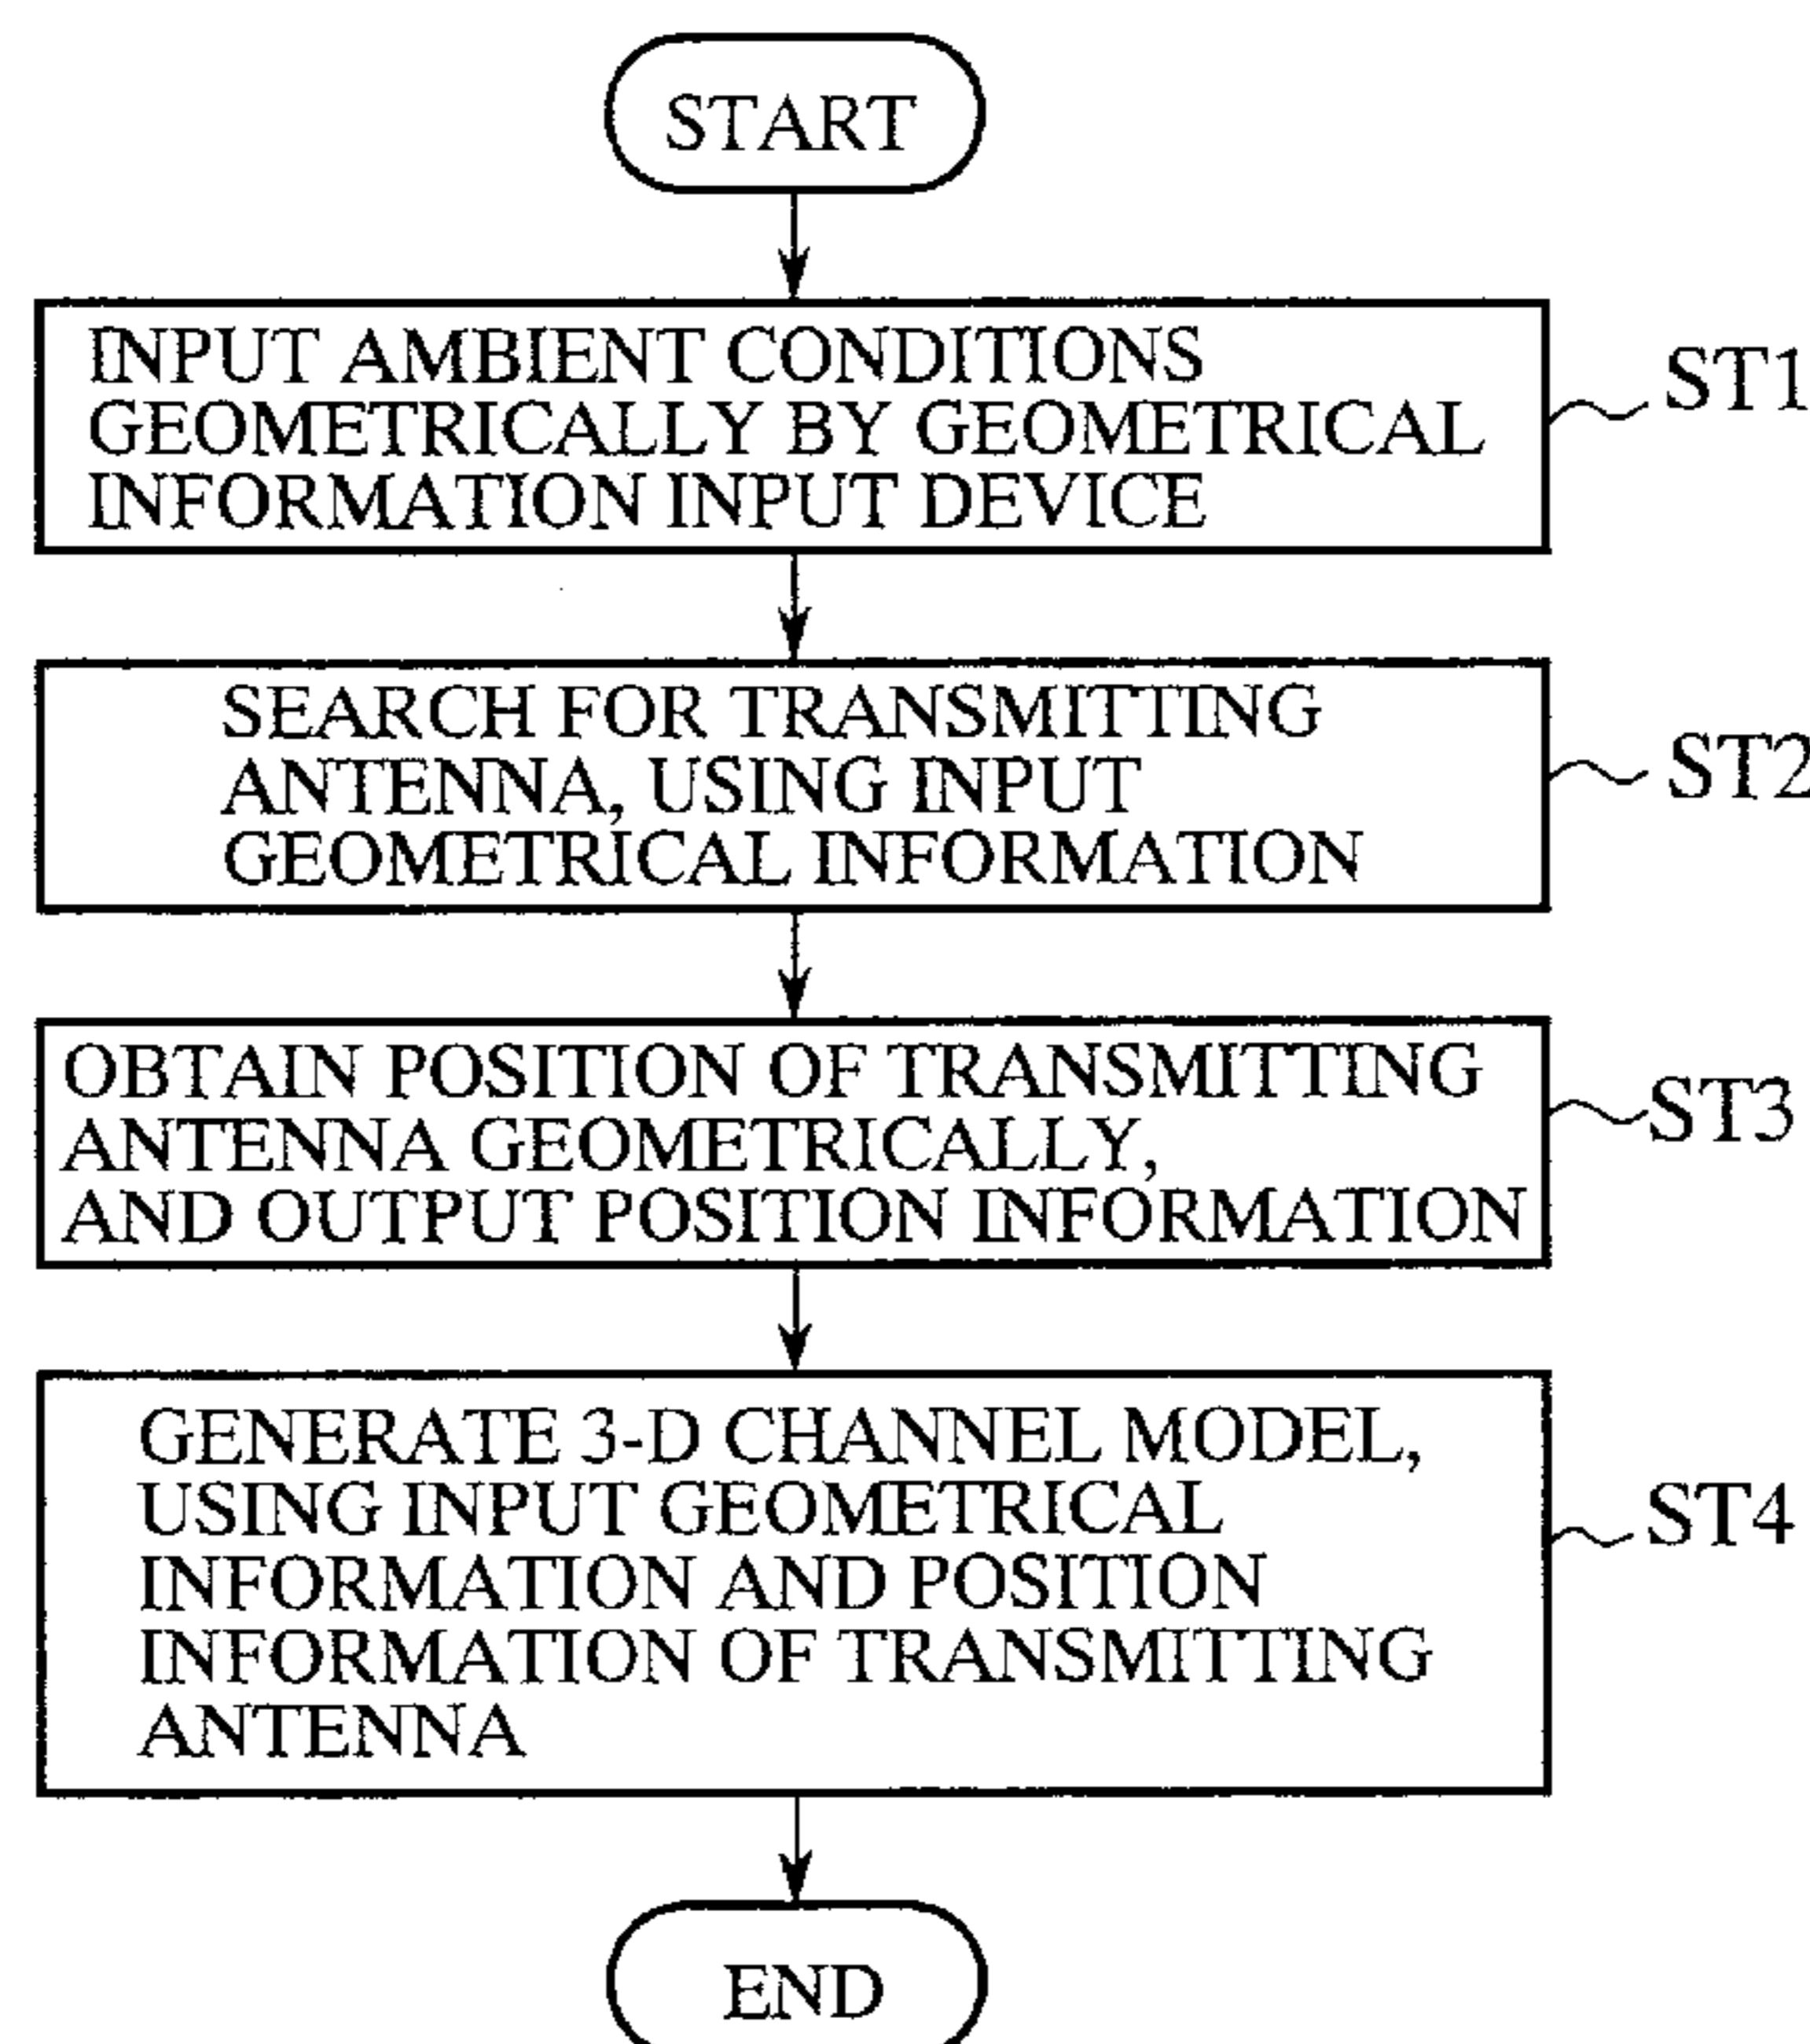 START
INPUT AMBIENT CONDITIONS
GEOMETRICALLY BY GEOMETRICAL
INFORMATION INPUT DEVICE
ST1
SEARCH FOR TRANSMITTING
ANTENNA, USING INPUT
GEOMETRICAL INFORMATION
ST2
OBTAIN POSITION OF TRANSMITTING
ANTENNA GEOMETRICALLY,
AND OUTPUT POSITION INFORMATION
ST3
GENERATE 3-D CHANNEL MODEL,
USING INPUT GEOMETRICAL
INFORMATION AND POSITION
INFORMATION OF TRANSMITTING
ANTENNA
ST4
END